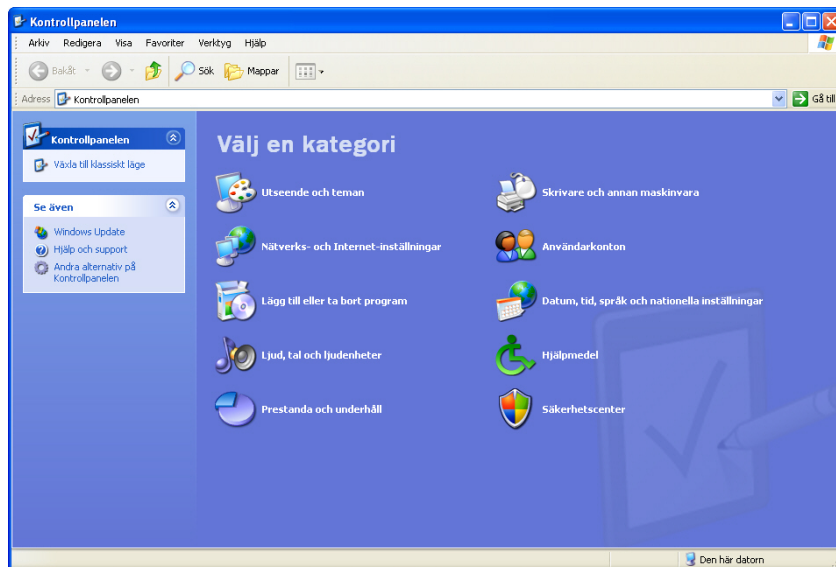 Kontrollpanelen
Arkiv Redigera Visa Favoriter Verktyg Hjälp
Bakåt Sök Mappar
Adress Kontrollpanelen Gå till
Kontrollpanelen
Växla till klassiskt läge
Se även
Windows Update
Hjälp och support
Andra alternativ på
Kontrollpanelen
Välj en kategori
Utseende och teman
Skrivare och annan maskinvara
Nätverks- och Internet-inställningar
Användarkonton
Lägg till eller ta bort program
Datum, tid, språk och nationella inställningar
Ljud, tal och ljudenheter
Hjälpmedel
Prestanda och underhåll
Säkerhetscenter
Den här datorn